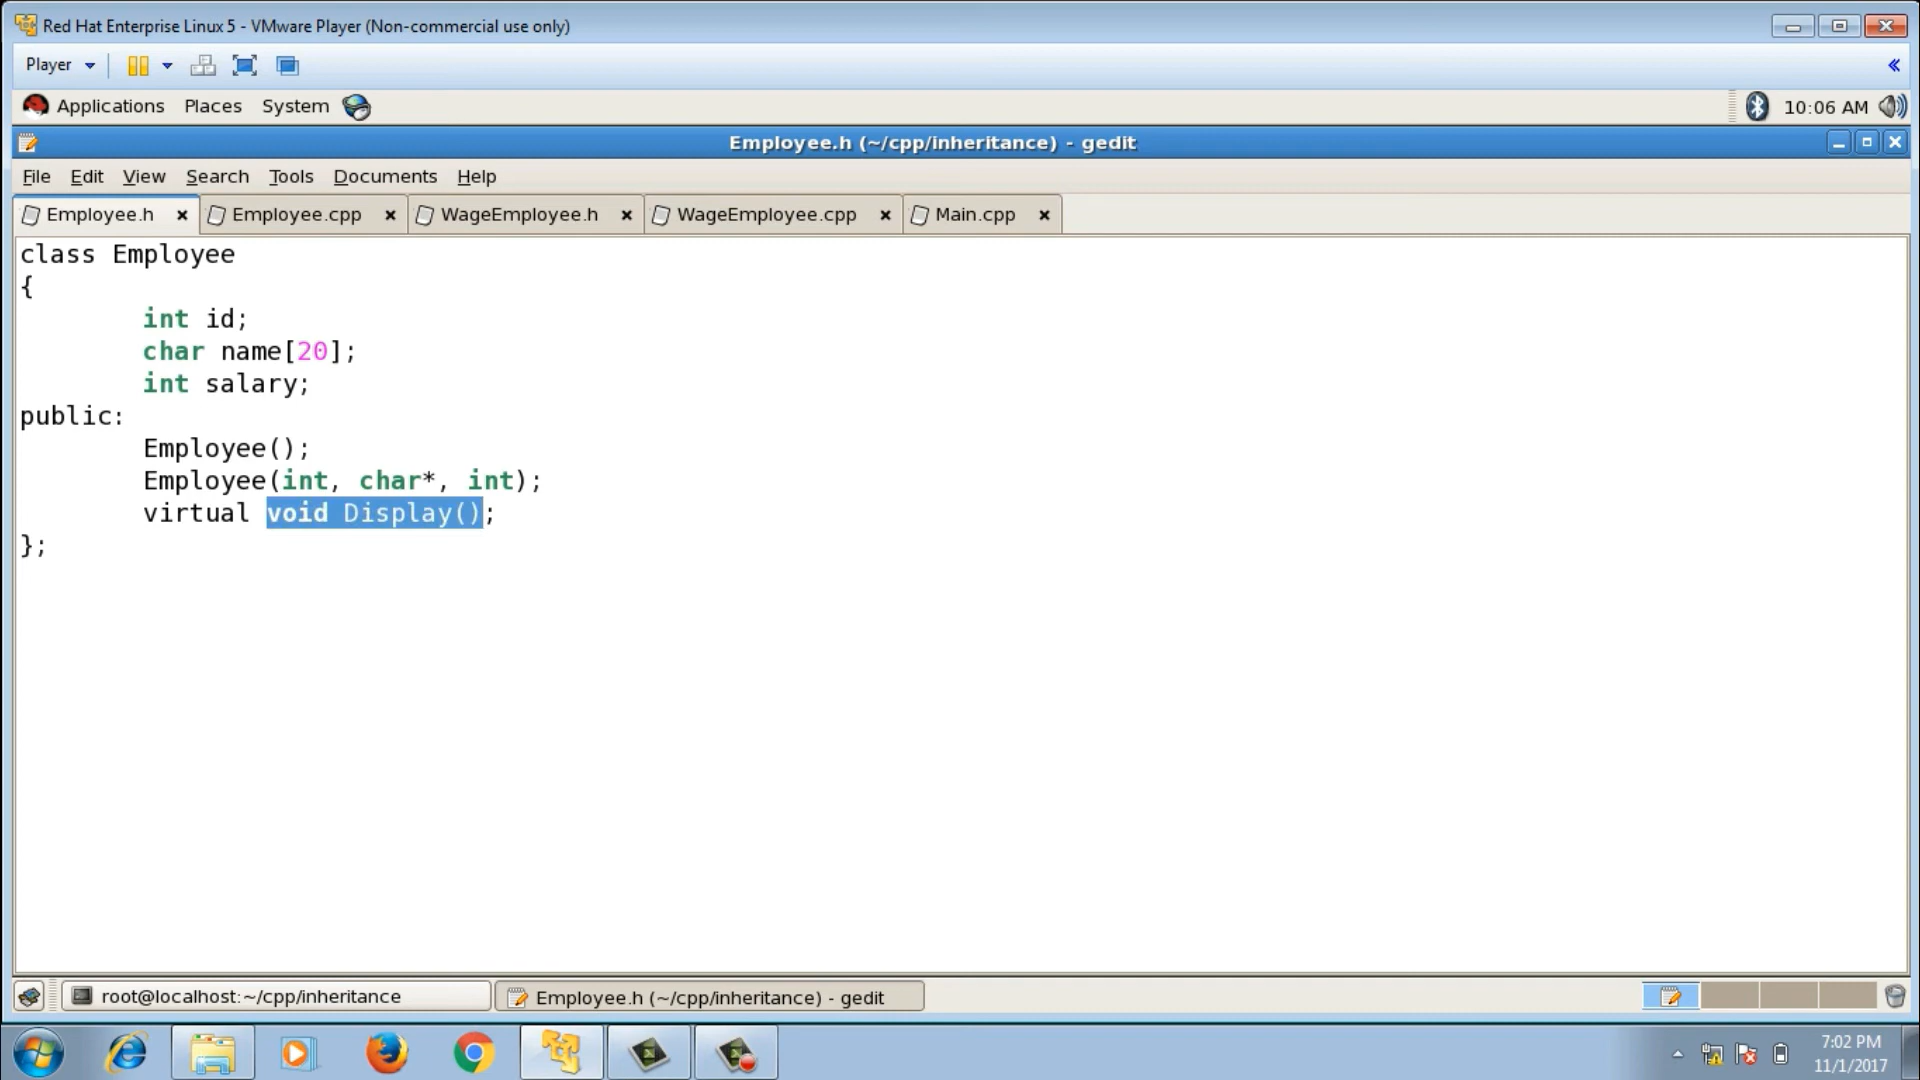 Red Hat Enterprise Linux 5 - VMware Player (Non-commercial use only)
Player
Applications Places System 10:06 AM
Employee.h (~/cpp/inheritance) - gedit
File Edit View Search Tools Documents Help
Employee.h Employee.cpp WageEmployee.h WageEmployee.cpp Main.cpp
class Employee
{
int id;
char name[20];
int salary;
public:
Employee();
Employee(int, char*, int);
virtual void Display();
};
root@localhost:~/cpp/inheritance Employee.h (~/cpp/inheritance) - gedit
7:02 PM
11/1/2017